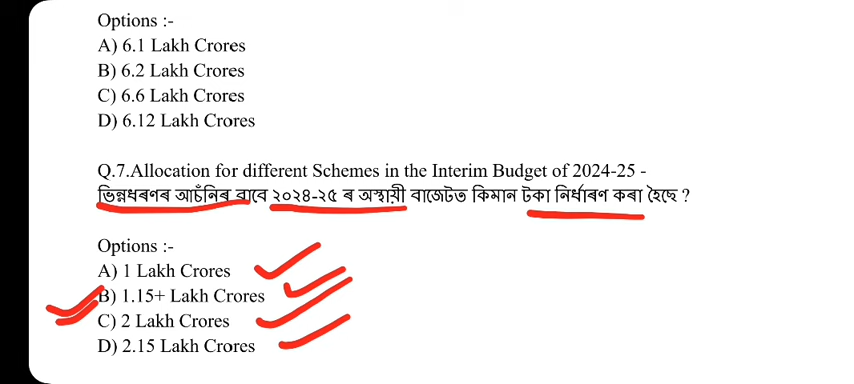 Options :-
A) 6.1 Lakh Crores
B) 6.2 Lakh Crores
C) 6.6 Lakh Crores
D) 6.12 Lakh Crores
Q.7.Allocation for different Schemes in the Interim Budget of 2024-25 -
ভিন্নধৰণৰ আচঁনিৰ বাবে ২০২৪-২৫ ৰ অস্থায়ী বাজেটত কিমান টকা নিৰ্ধাৰণ কৰা হৈছে ?
Options :-
A) 1 Lakh Crores
B) 1.15+ Lakh Crores
C) 2 Lakh Crores
D) 2.15 Lakh Crores